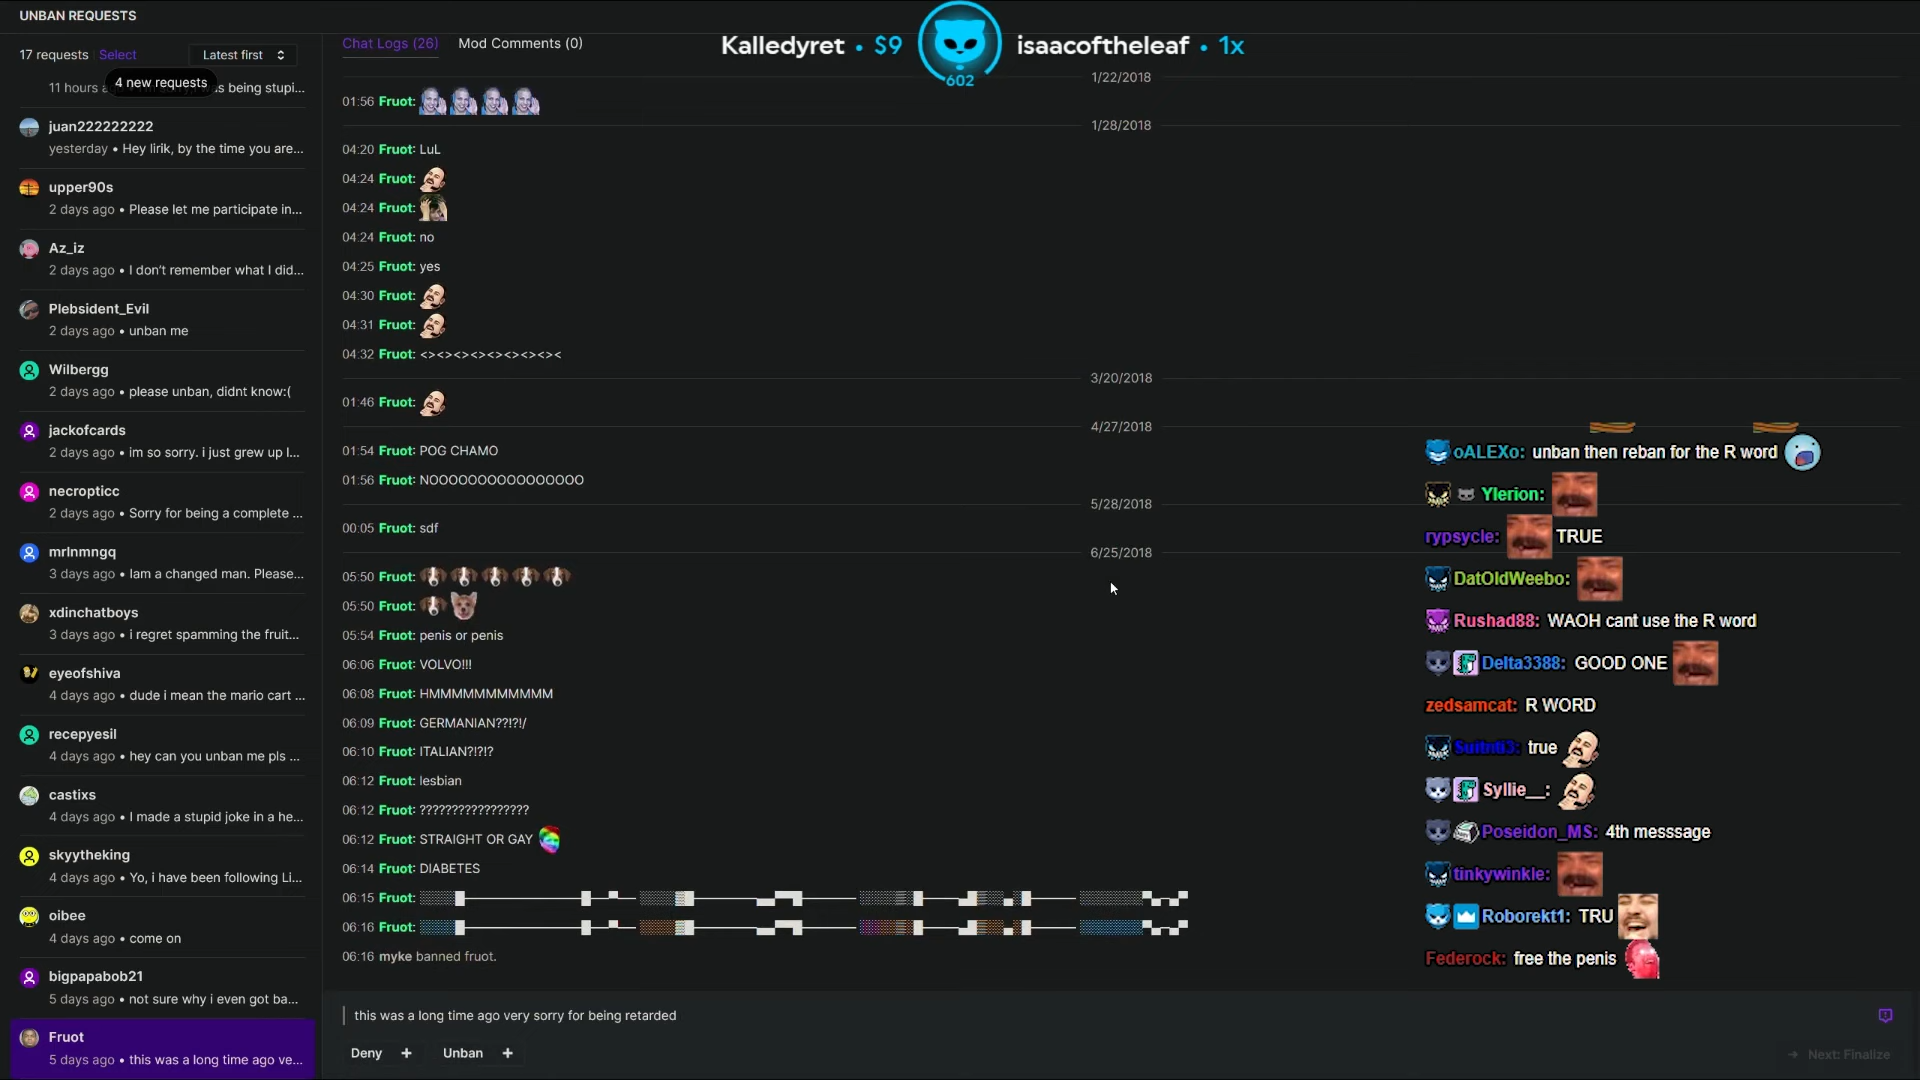 UNBAN REQUESTS
17 requests Select
Latest first
4 new requests
11 hours a
s being stupi...
juan222222222
yesterday • Hey lirik, by the time you are...
upper90s
2 days ago • Please let me participate in...
Az_iz
2 days ago • I don't remember what I did...
Plebsident_Evil
2 days ago • unban me
Wilbergg
2 days ago • please unban, didnt know:(
jackofcards
2 days ago • im so sorry. i just grew up l...
necropticc
2 days ago • Sorry for being a complete ...
mrlnmngq
3 days ago • Iam a changed man. Please...
xdinchatboys
3 days ago • i regret spamming the fruit...
eyeofshiva
4 days ago • dude i mean the mario cart ...
recepyesil
4 days ago • hey can you unban me pls ...
castixs
4 days ago • I made a stupid joke in a he...
skyytheking
4 days ago • Yo, i have been following Li...
oibee
4 days ago • come on
bigpapabob21
5 days ago • not sure why i even got ba...
Fruot
5 days ago • this was a long time ago ve...
Chat Logs (26) Mod Comments (0)
Kalledyret • $9
602
isaacoftheleaf • 1x
1/22/2018
01:56 Fruot:
1/28/2018
04:20 Fruot: LuL
04:24 Fruot:
04:24 Fruot:
04:24 Fruot: no
04:25 Fruot: yes
04:30 Fruot:
04:31 Fruot:
04:32 Fruot: <><><><><><><><><
3/20/2018
01:46 Fruot:
4/27/2018
01:54 Fruot: POG CHAMO
01:56 Fruot: NOOOOOOOOOOOOOOOO
5/28/2018
00:05 Fruot: sdf
6/25/2018
05:50 Fruot:
05:50 Fruot:
05:54 Fruot: penis or penis
06:06 Fruot: VOLVO!!!
06:08 Fruot: HMMMMMMMMMMM
06:09 Fruot: GERMANIAN??!?!/
06:10 Fruot: ITALIAN?!?!?
06:12 Fruot: lesbian
06:12 Fruot: ?????????????????
06:12 Fruot: STRAIGHT OR GAY
06:14 Fruot: DIABETES
06:15 Fruot:
06:16 Fruot:
06:16 myke banned fruot.
this was a long time ago very sorry for being retarded
Deny + Unban +
Next: Finalize
oALEXo: unban then reban for the R word
Ylerion:
rypsycle: TRUE
DatOldWeebo:
Rushad88: WAOH cant use the R word
Delta3388: GOOD ONE
zedsamcat: R WORD
Suitnti3: true
Syllie__:
Poseidon_MS: 4th messsage
tinkywinkle:
Roborekt1: TRU
Federock: free the penis